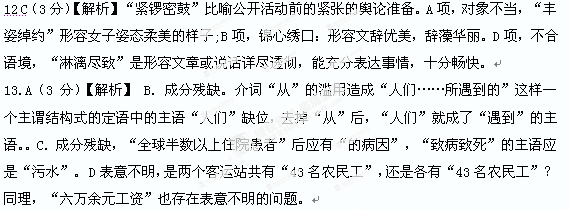 12.C（3分）【解析】“紧锣密鼓”比喻公开活动前的紧张的舆论准备。A项，对象不当，“丰
姿绰约”形容女子姿态柔美的样子;B项，锦心绣口：形容文辞优美，辞藻华丽。D项，不合
语境，“淋漓尽致”是形容文章或说话详尽透彻，能充分表达事情，十分畅快。
13.A（3分）【解析】 B. 成分残缺。介词“从”的滥用造成“人们……所遇到的”这样一
个主谓结构式的定语中的主语“人们”缺位，去掉“从”后，“人们”就成了“遇到”的主
语。。C. 成分残缺，“全球半数以上住院患者”后应有“的病因”，“致病致死”的主语应
是“污水”。D表意不明，是两个客运站共有“43名农民工”，还是各有“43名农民工”？
同理，“六万余元工资”也存在表意不明的问题。